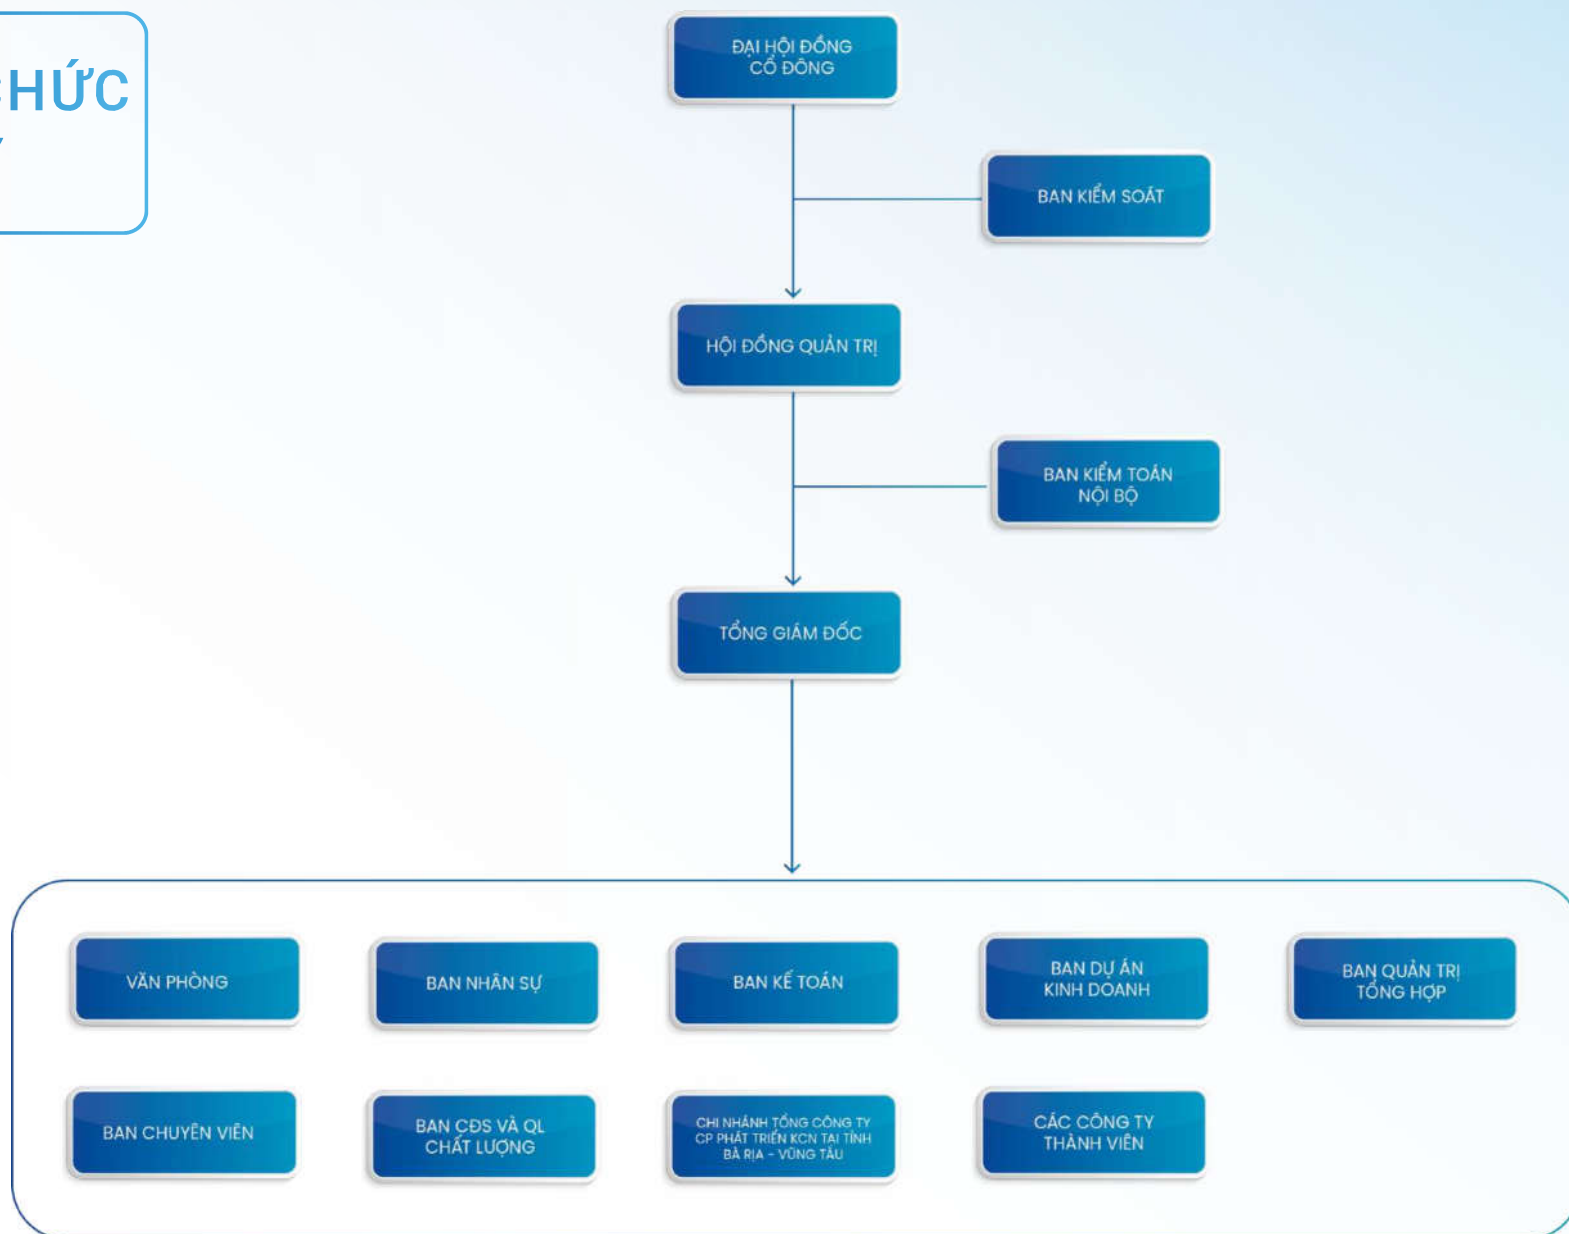 CHỨC
ĐẠI HỘI ĐỒNG
CỔ ĐÔNG
BAN KIỂM SOÁT
HỘI ĐỒNG QUẢN TRỊ
BAN KIỂM TOÁN
NỘI BỘ
TỔNG GIÁM ĐỐC
VĂN PHÒNG
BAN NHÂN SỰ
BAN KẾ TOÁN
BAN DỰ ÁN
KINH DOANH
BAN QUẢN TRỊ
TỔNG HỢP
BAN CHUYÊN VIÊN
BAN CĐS VÀ QL
CHẤT LƯỢNG
CHI NHÁNH TỔNG CÔNG TY
CP PHÁT TRIỂN KCN TẠI TỈNH
BÀ RỊA - VŨNG TÀU
CÁC CÔNG TY
THÀNH VIÊN